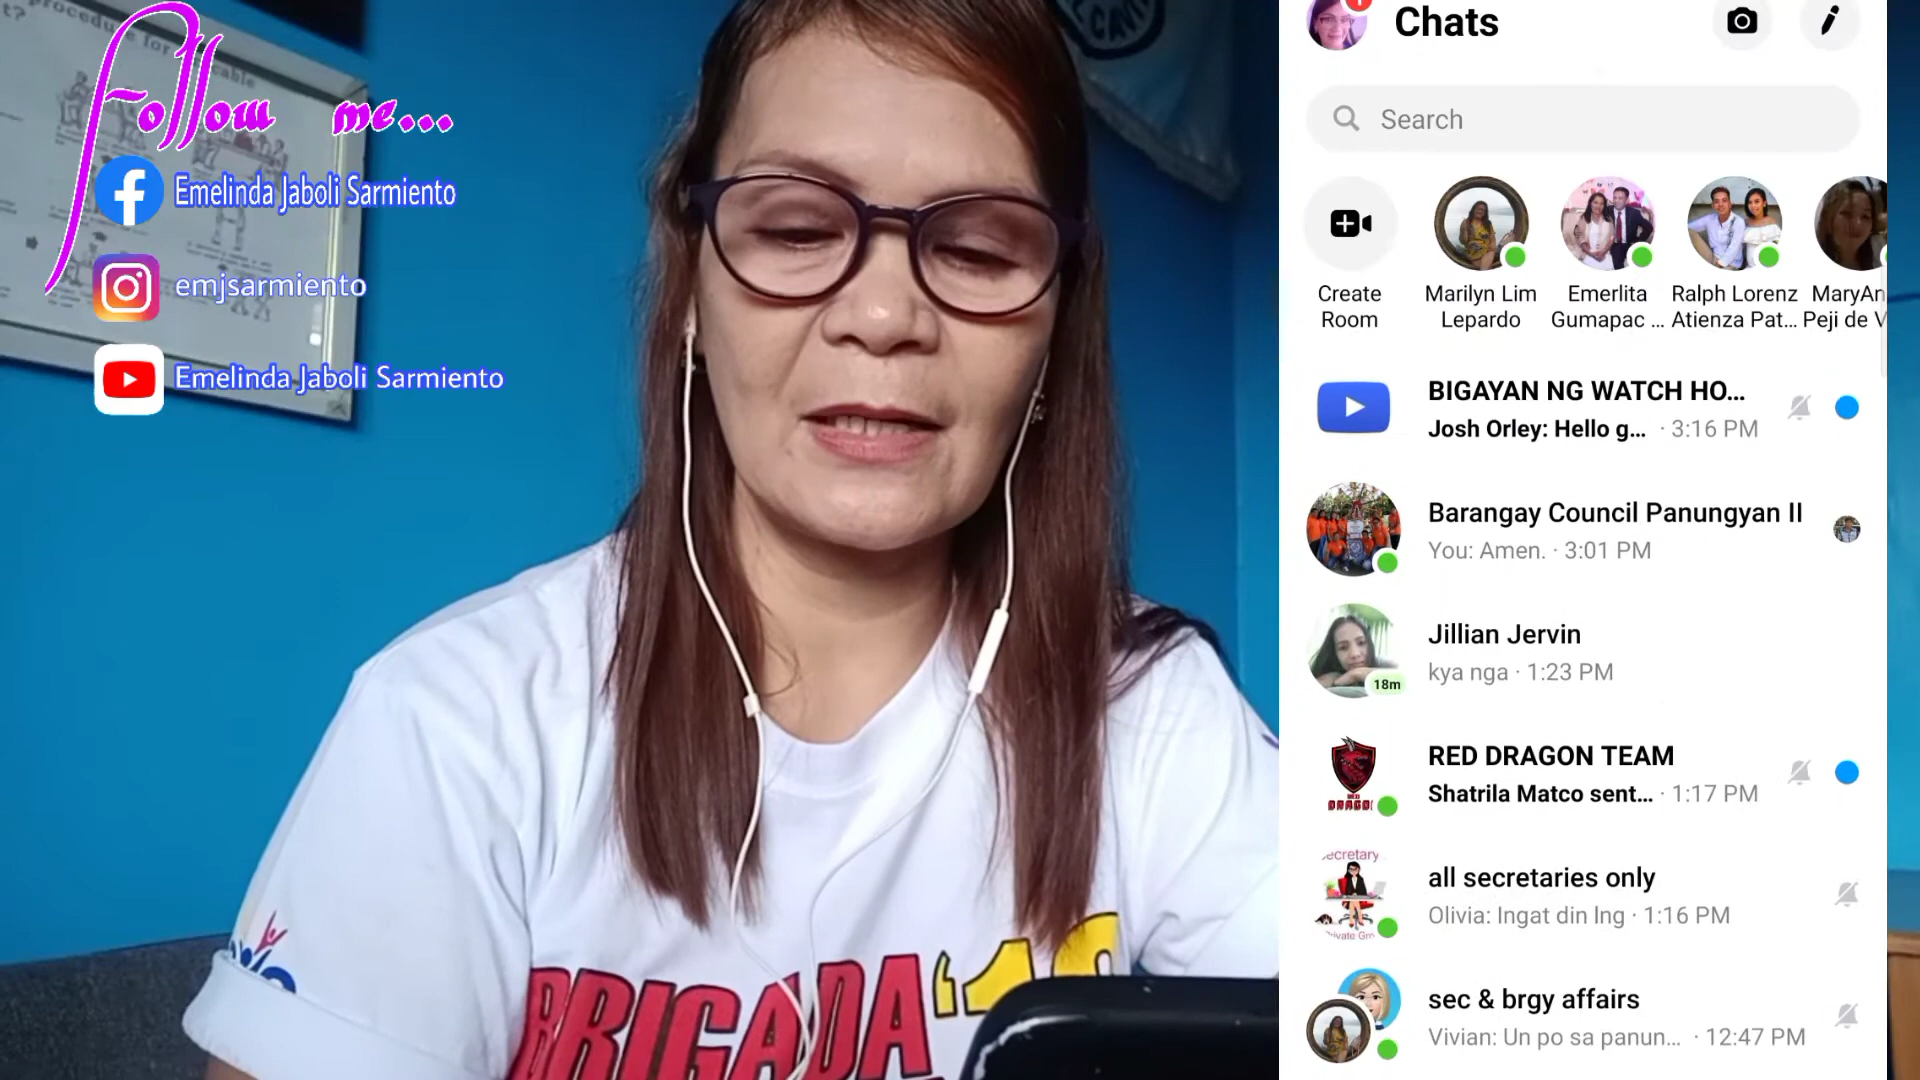 Follow me...
Emelinda Jaboli Sarmiento
emjsarmiento
Emelinda Jaboli Sarmiento
BRIGADA
Chats
Search
Create
Room
Marilyn Lim
Lepardo
Emerlita
Gumapac ...
Ralph Lorenz
Atienza Pat...
MaryAn
Peji de V
BIGAYAN NG WATCH HO...
Josh Orley: Hello g... · 3:16 PM
Barangay Council Panungyan II
You: Amen. · 3:01 PM
18m
Jillian Jervin
kya nga · 1:23 PM
RED DRAGON TEAM
Shatrila Matco sent... · 1:17 PM
all secretaries only
Olivia: Ingat din lng · 1:16 PM
sec & brgy affairs
Vivian: Un po sa panun... · 12:47 PM